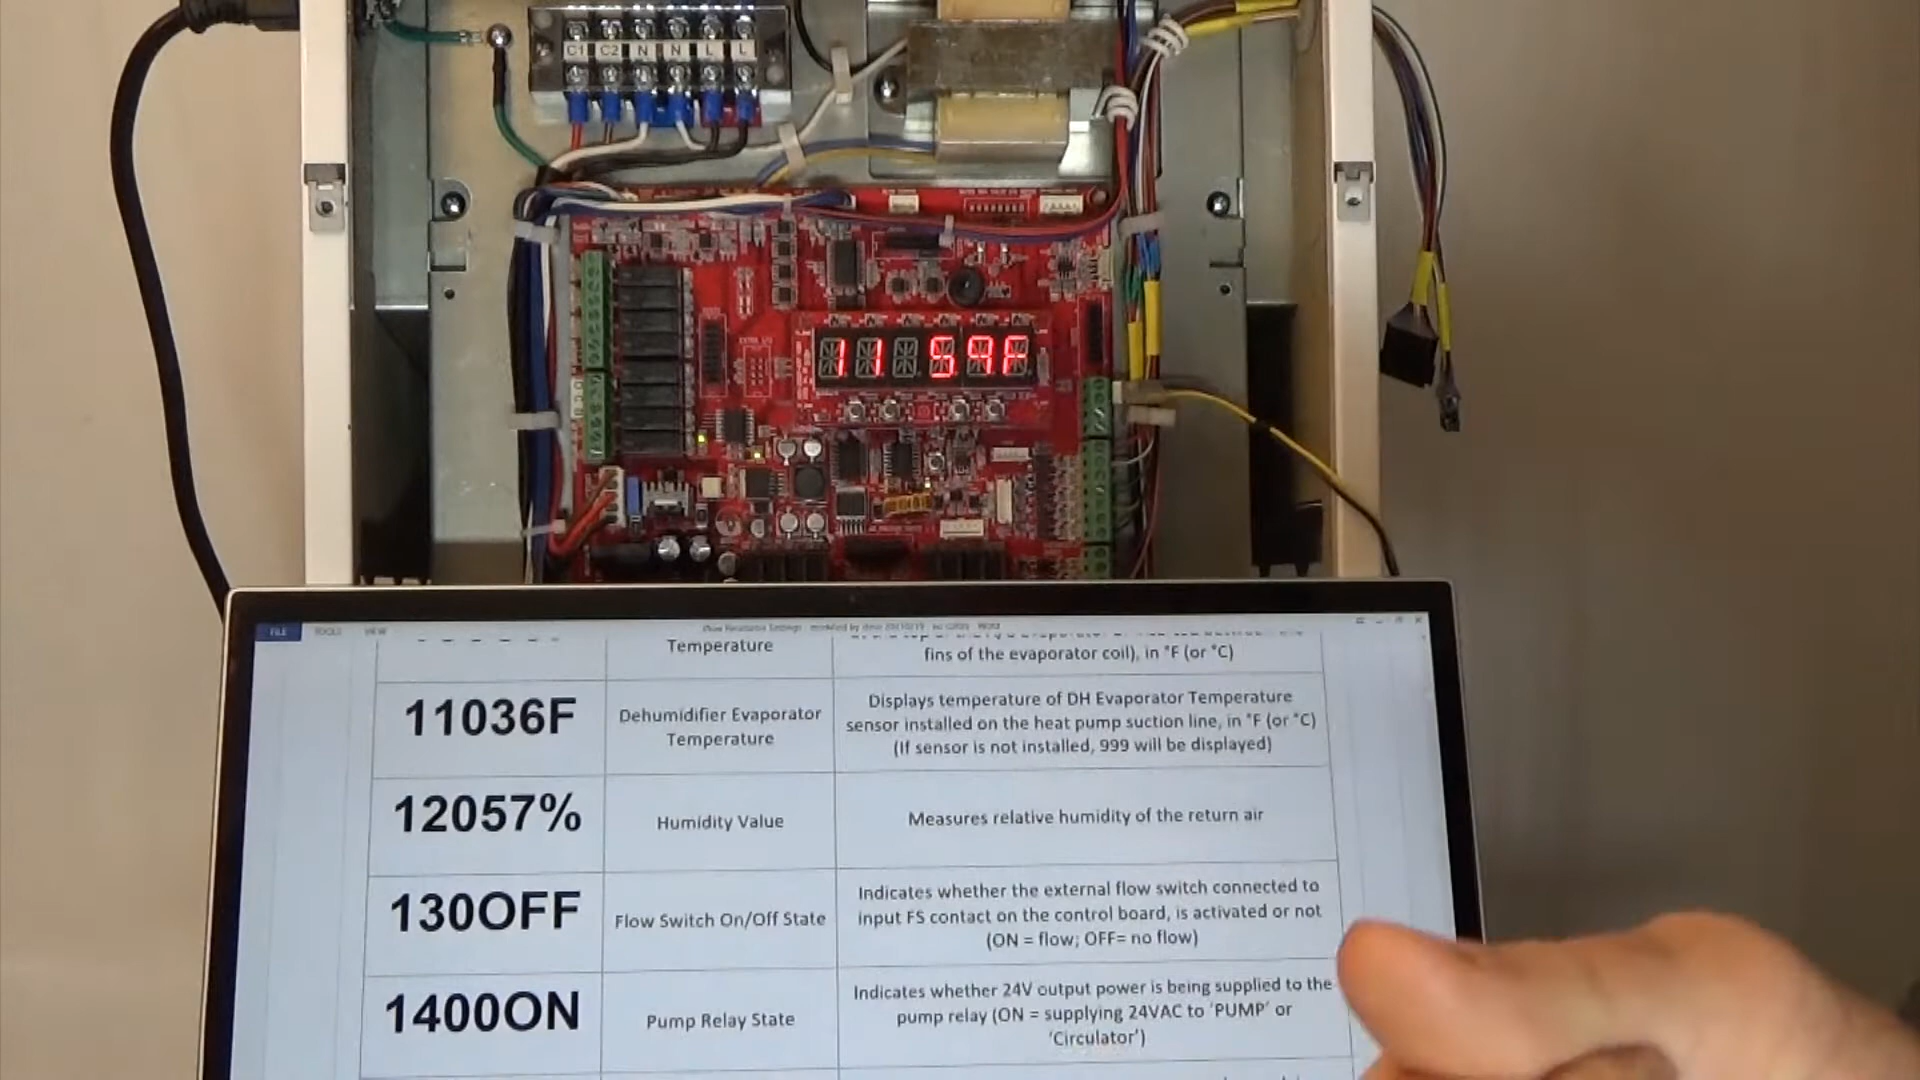 C1 C2 N N L L
11 59F
FILE TOOLS VIEW
Temperature
fins of the evaporator coil), in °F (or °C)
11036F
Dehumidifier Evaporator
Temperature
Displays temperature of DH Evaporator Temperature
sensor installed on the heat pump suction line, in °F (or °C)
(If sensor is not installed, 999 will be displayed)
12057%
Humidity Value
Measures relative humidity of the return air
130OFF
Flow Switch On/Off State
Indicates whether the external flow switch connected to
input FS contact on the control board, is activated or not
(ON = flow; OFF= no flow)
1400ON
Pump Relay State
Indicates whether 24V output power is being supplied to the
pump relay (ON = supplying 24VAC to ‘PUMP’ or
‘Circulator’)